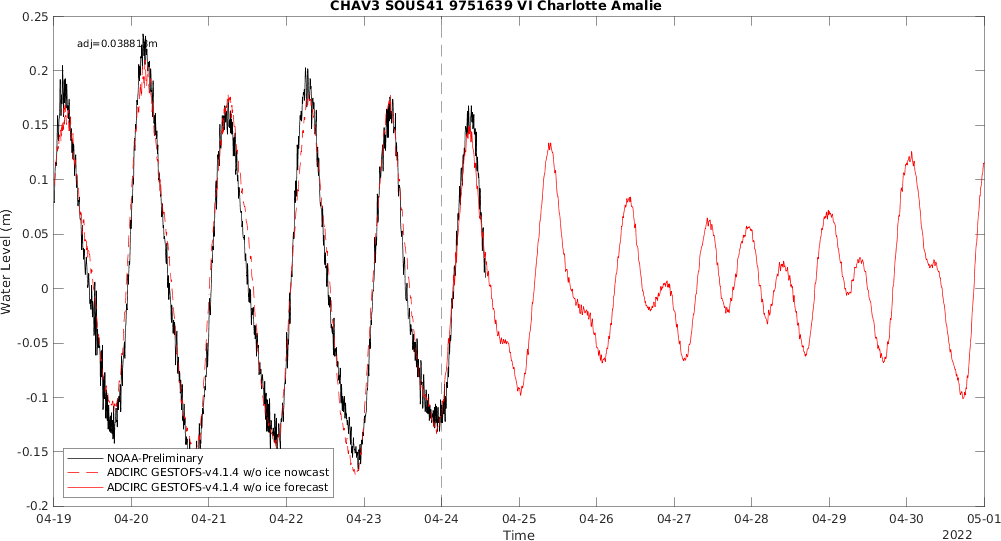 CHAV3 SOUS41 9751639 VI Charlotte Amalie
0.25
0.2
0.15
0.1
0.05
0
-0.05
-0.1
-0.15
-0.2
Water Level (m)
NOAA-Preliminary
ADCIRC GESTOFS-v4.1.4 w/o ice nowcast
ADCIRC GESTOFS-v4.1.4 w/o ice forecast
04-19 04-20 04-21 04-22 04-23 04-24 04-25 04-26 04-27 04-28 04-29 04-30 05-01
Time
2022